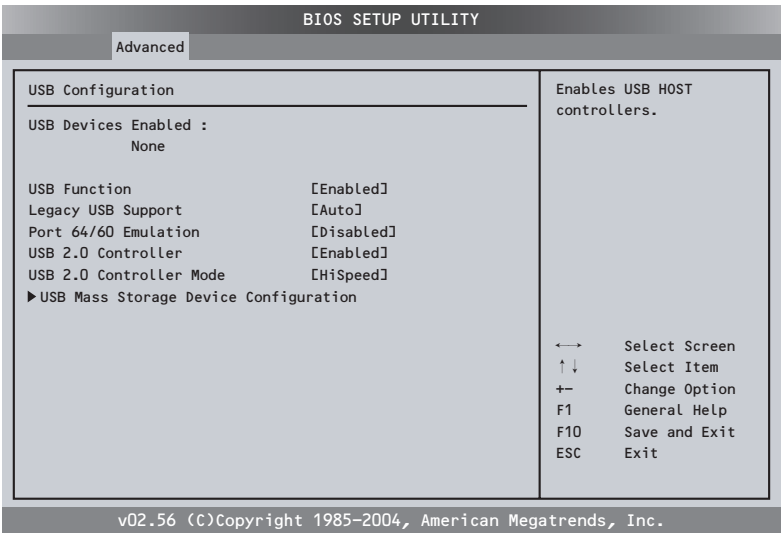 BIOS SETUP UTILITY
Advanced
USB Configuration
USB Devices Enabled :
None
USB Function [Enabled]
Legacy USB Support [Auto]
Port 64/60 Emulation [Disabled]
USB 2.0 Controller [Enabled]
USB 2.0 Controller Mode [HiSpeed]
▶USB Mass Storage Device Configuration
Enables USB HOST
controllers.
←→ Select Screen
↑↓ Select Item
+− Change Option
F1 General Help
F10 Save and Exit
ESC Exit
v02.56 (C)Copyright 1985-2004, American Megatrends, Inc.